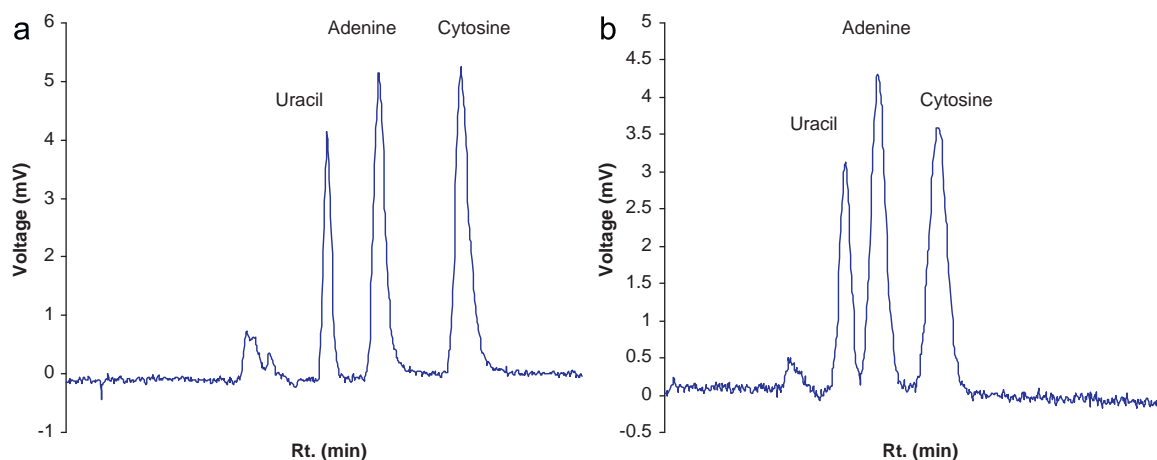 a
Voltage (mV)
6
5
4
3
2
1
0
-1
Uracil
Adenine
Cytosine
Rt. (min)
b
Voltage (mV)
5
4.5
4
3.5
3
2.5
2
1.5
1
0.5
0
-0.5
Uracil
Adenine
Cytosine
Rt. (min)